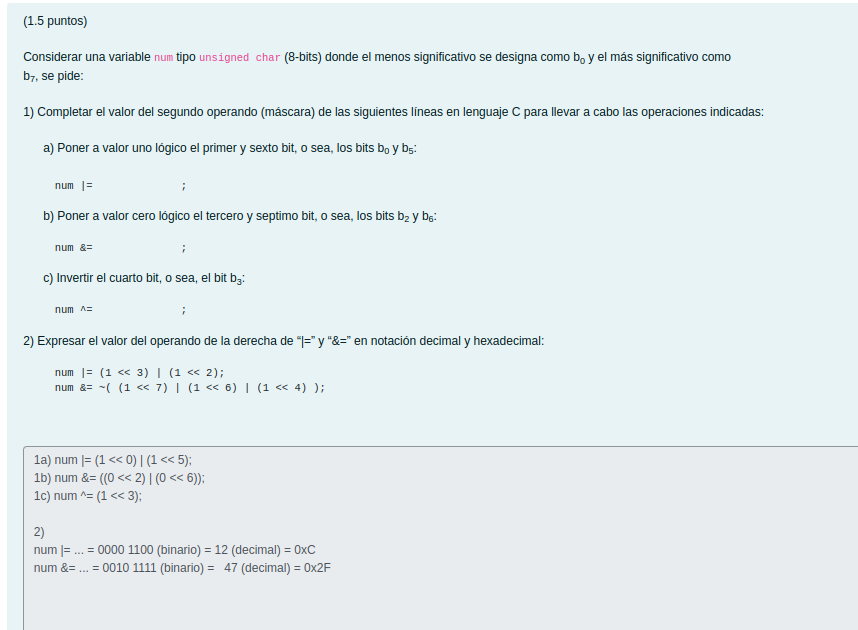 (1.5 puntos)
Considerar una variable num tipo unsigned char (8-bits) donde el menos significativo se designa como b0 y el más significativo como
b7, se pide:
1) Completar el valor del segundo operando (máscara) de las siguientes líneas en lenguaje C para llevar a cabo las operaciones indicadas:
a) Poner a valor uno lógico el primer y sexto bit, o sea, los bits b0 y b5:
num |= ;
b) Poner a valor cero lógico el tercero y septimo bit, o sea, los bits b2 y b6:
num &= ;
c) Invertir el cuarto bit, o sea, el bit b3:
num ^= ;
2) Expresar el valor del operando de la derecha de “|=” y “&=” en notación decimal y hexadecimal:
num |= (1 << 3) | (1 << 2);
num &= ~( (1 << 7) | (1 << 6) | (1 << 4) );
1a) num |= (1 << 0) | (1 << 5);
1b) num &= ((0 << 2) | (0 << 6));
1c) num ^= (1 << 3);
2)
num |= ... = 0000 1100 (binario) = 12 (decimal) = 0xC
num &= ... = 0010 1111 (binario) = 47 (decimal) = 0x2F